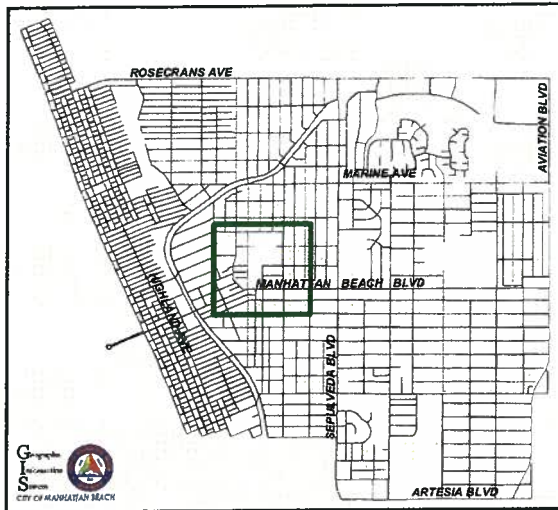 ROSECRANS AVE
AVIATION BLVD
MARINE AVE
HIGHLAND AVE
MANHATTAN BEACH BLVD
SEPULVEDA BLVD
Geographic
Information
Systems
CITY OF MANHATTAN BEACH
ARTESIA BLVD